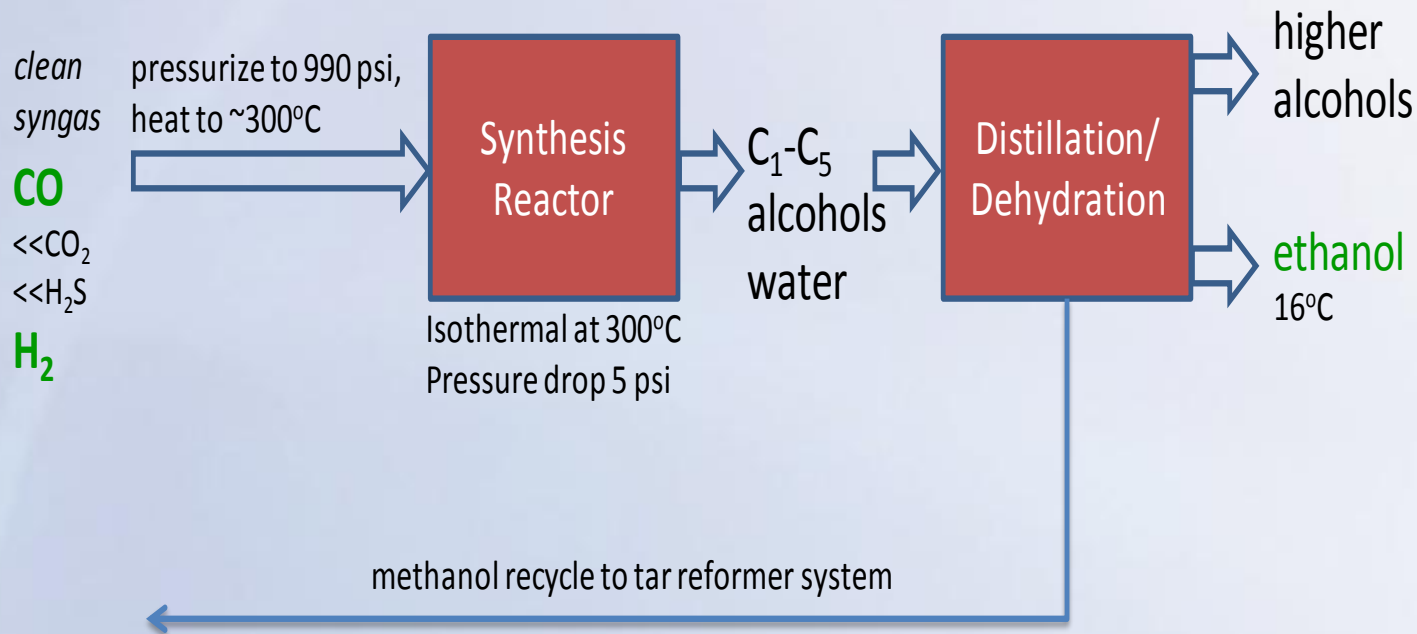 clean
syngas
CO
<<CO₂
<<H₂S
H₂
pressurize to 990 psi,
heat to ~300°C
Synthesis
Reactor
Isothermal at 300°C
Pressure drop 5 psi
C₁-C₅
alcohols
water
Distillation/
Dehydration
higher
alcohols
ethanol
16°C
methanol recycle to tar reformer system